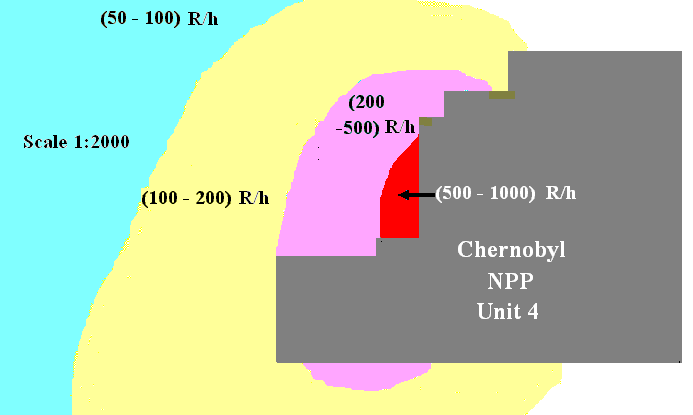 (50 - 100) R/h
(200
-500) R/h
Scale 1:2000
(100 - 200) R/h
(500 - 1000) R/h
Chernobyl
NPP
Unit 4